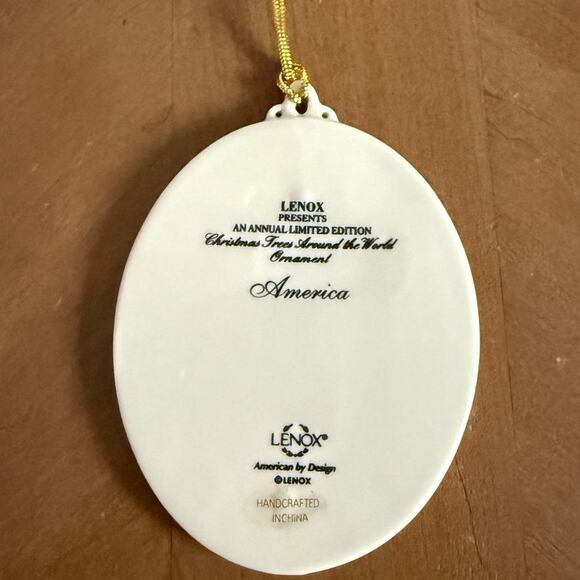 LENOX
PRESENTS
AN ANNUAL LIMITED EDITION
Christmas Trees Around the World
Ornament
America
LENOX®
American by Design
©LENOX
HANDCRAFTED
IN CHINA